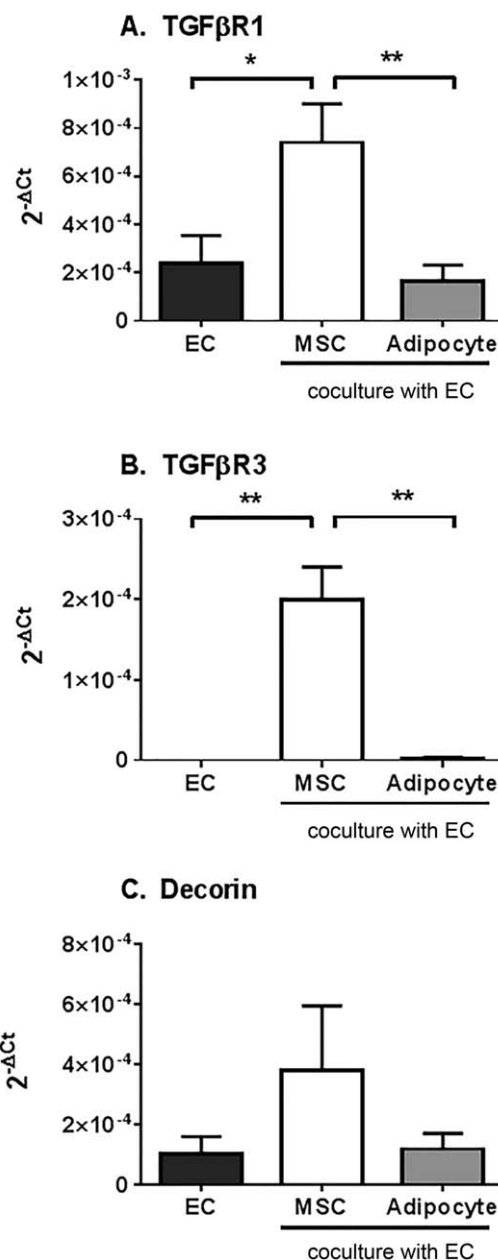 A. TGFβR1
* **
1×10⁻³
8×10⁻⁴
6×10⁻⁴
4×10⁻⁴
2×10⁻⁴
0
2⁻ΔCt
EC MSC Adipocyte
coculture with EC
B. TGFβR3
** **
3×10⁻⁴
2×10⁻⁴
1×10⁻⁴
0
2⁻ΔCt
EC MSC Adipocyte
coculture with EC
C. Decorin
8×10⁻⁴
6×10⁻⁴
4×10⁻⁴
2×10⁻⁴
0
2⁻ΔCt
EC MSC Adipocyte
coculture with EC